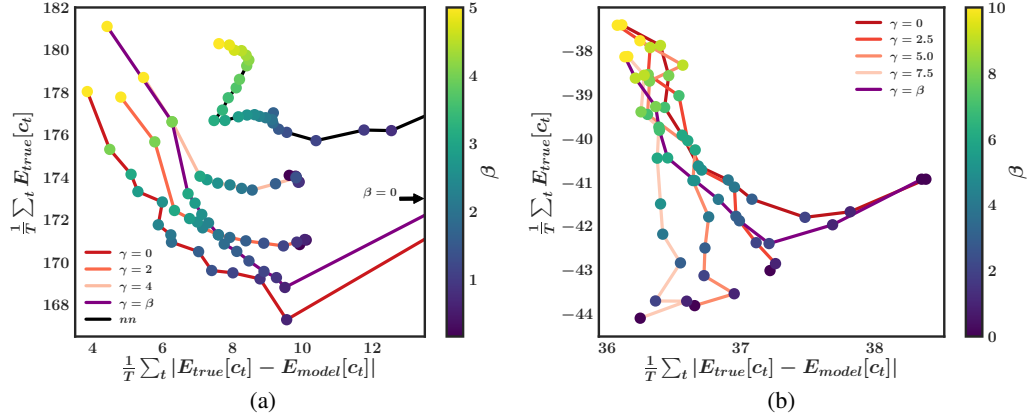 182
180
178
176
174
172
170
168
4
6
8
10
12
1/T ∑t Etrue[ct]
1/T ∑t |Etrue[ct] − Emodel[ct]|
β = 0
γ = 0
γ = 2
γ = 4
γ = β
nn
5
4
3
2
1
β
(a)
−38
−39
−40
−41
−42
−43
−44
36
37
38
1/T ∑t Etrue[ct]
1/T ∑t |Etrue[ct] − Emodel[ct]|
γ = 0
γ = 2.5
γ = 5.0
γ = 7.5
γ = β
10
8
6
4
2
0
β
(b)